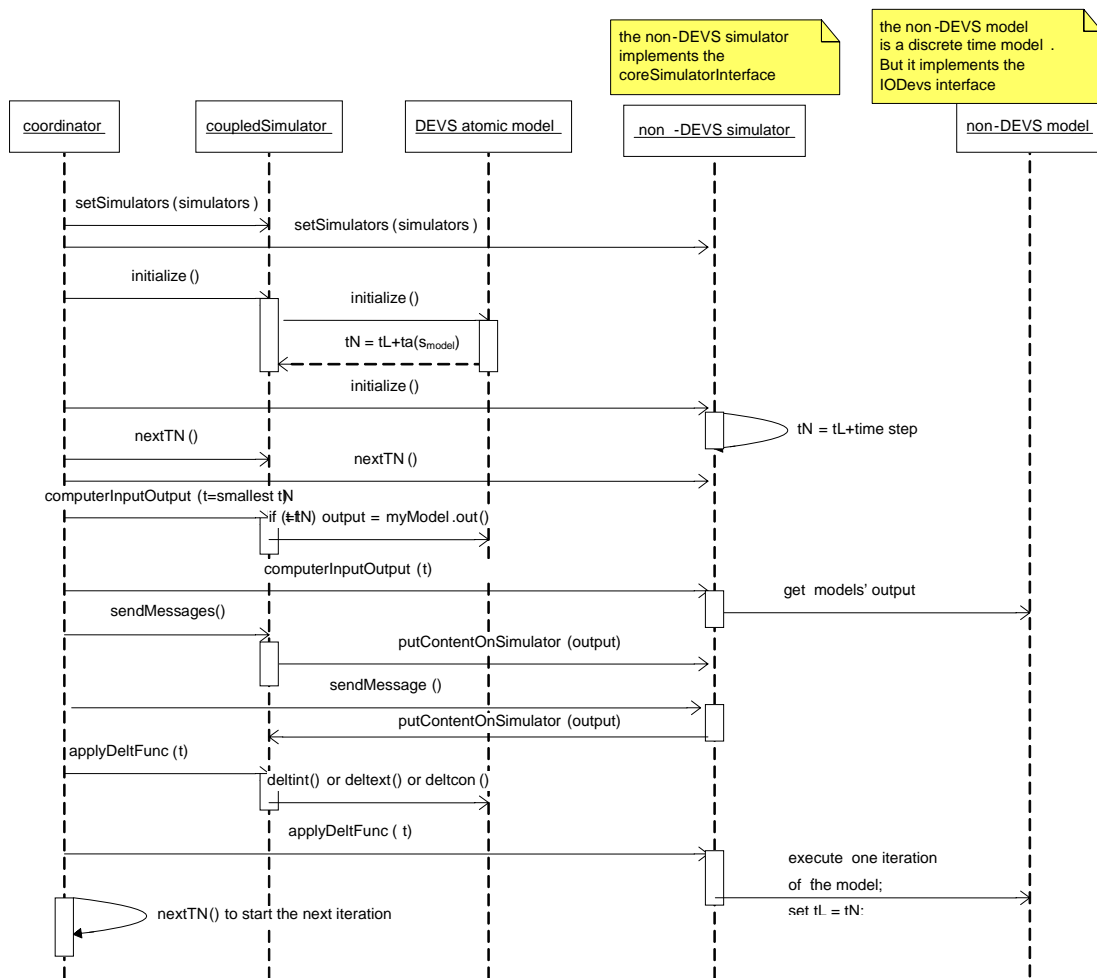 the non-DEVS simulator
implements the
coreSimulatorInterface
the non-DEVS model
is a discrete time model .
But it implements the
IODevs interface
coordinator
coupledSimulator
DEVS atomic model
non -DEVS simulator
non-DEVS model
setSimulators (simulators )
setSimulators (simulators )
initialize ()
initialize ()
tN = tL+ta(smodel)
initialize ()
tN = tL+time step
nextTN ()
nextTN ()
computerInputOutput (t=smallest tN
if (t=tN) output = myModel .out()
computerInputOutput (t)
get models' output
sendMessages()
putContentOnSimulator (output)
sendMessage ()
putContentOnSimulator (output)
applyDeltFunc (t)
deltint() or deltext() or deltcon ()
applyDeltFunc ( t)
execute one iteration
of the model;
set tL = tN;
nextTN() to start the next iteration